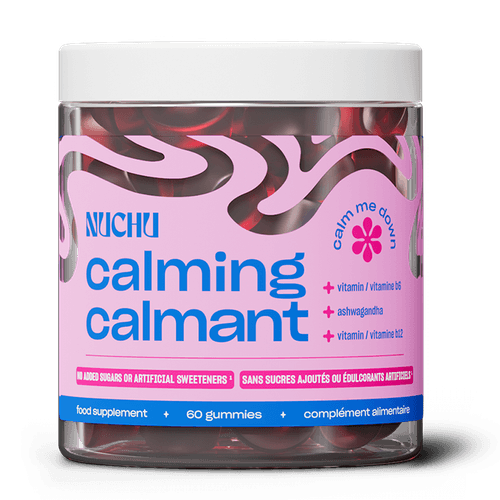 NUCHU
calming
calmant
calm me down
+ vitamin / vitamine b6
+ ashwagandha
+ vitamin / vitamine b12
NO ADDED SUGARS OR ARTIFICIAL SWEETENERS
SANS SUCRES AJOUTÉS OU ÉDULCORANTS ARTIFICIELS
food supplement + 60 gummies + complément alimentaire